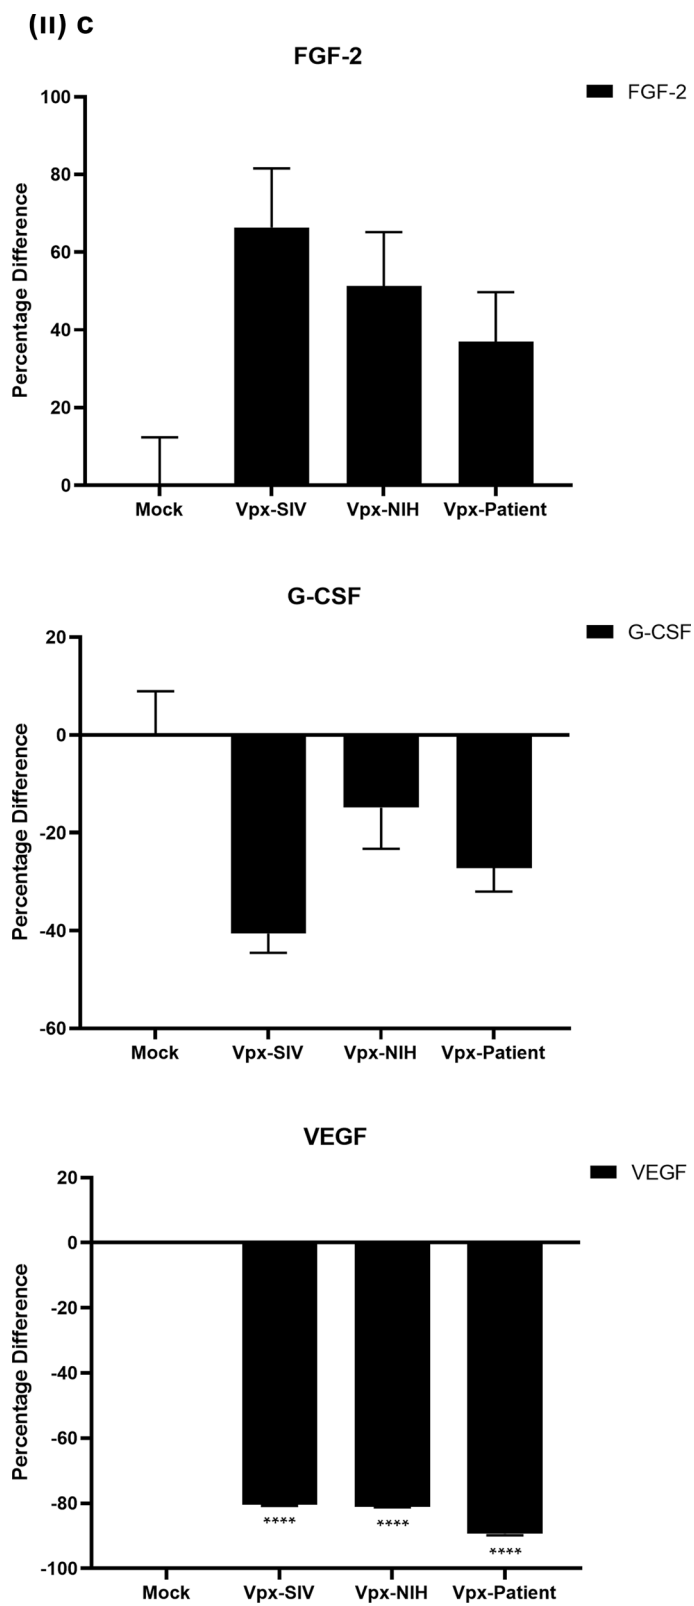 (II) C
FGF-2
FGF-2
Percentage Difference
100
80
60
40
20
0
Mock Vpx-SIV Vpx-NIH Vpx-Patient
G-CSF
G-CSF
Percentage Difference
20
0
-20
-40
-60
Mock Vpx-SIV Vpx-NIH Vpx-Patient
VEGF
VEGF
Percentage Difference
20
0
-20
-40
-60
-80
-100
**** **** ****
Mock Vpx-SIV Vpx-NIH Vpx-Patient